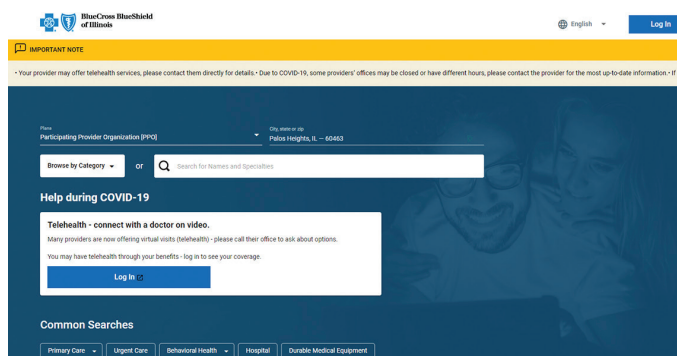 BlueCross BlueShield
of Illinois
English
Log In
IMPORTANT NOTE
• Your provider may offer telehealth services, please contact them directly for details.• Due to COVID-19, some providers' offices may be closed or have different hours, please contact the provider for the most up-to-date information.• If
Plans
Participating Provider Organization [PPO]
City, state or zip
Palos Heights, IL — 60463
Browse by Category
or
Search for Names and Specialties
Help during COVID-19
Telehealth - connect with a doctor on video.
Many providers are now offering virtual visits (telehealth) - please call their office to ask about options.
You may have telehealth through your benefits - log in to see your coverage.
Log In
Common Searches
Primary Care
Urgent Care
Behavioral Health
Hospital
Durable Medical Equipment